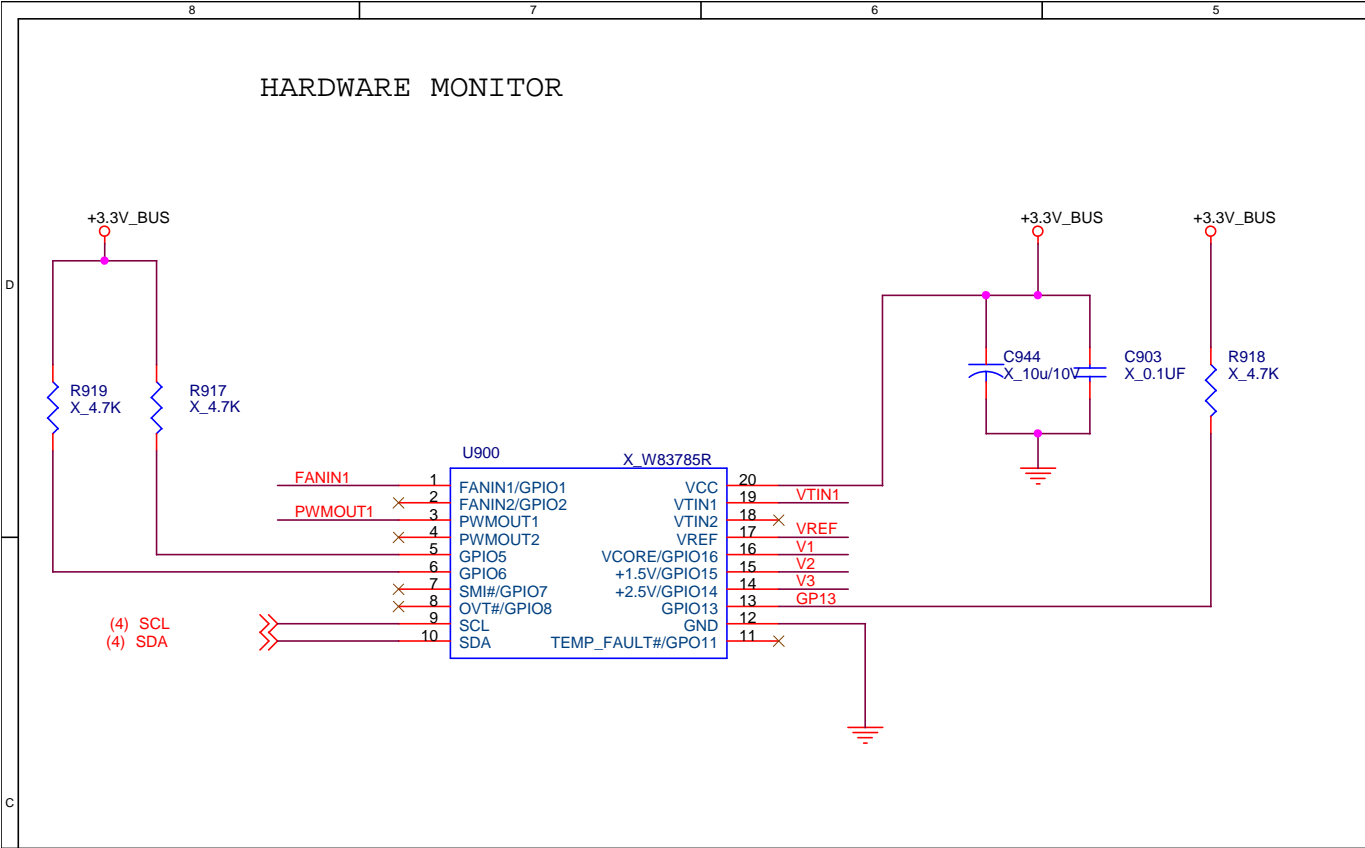 8 7 6 5
HARDWARE MONITOR
+3.3V_BUS +3.3V_BUS +3.3V_BUS
D
R919 R917 C944 C903 R918
X_4.7K X_4.7K X_10u/10V X_0.1UF X_4.7K
U900 X_W83785R
FANIN1 1 FANIN1/GPIO1 VCC 20
2 FANIN2/GPIO2 VTIN1 19 VTIN1
PWMOUT1 3 PWMOUT1 VTIN2 18
4 PWMOUT2 VREF 17 VREF
5 GPIO5 VCORE/GPIO16 16 V1
6 GPIO6 +1.5V/GPIO15 15 V2
7 SMI#/GPIO7 +2.5V/GPIO14 14 V3
8 OVT#/GPIO8 GPIO13 13 GP13
(4) SCL 9 SCL GND 12
(4) SDA 10 SDA TEMP_FAULT#/GPO11 11
C